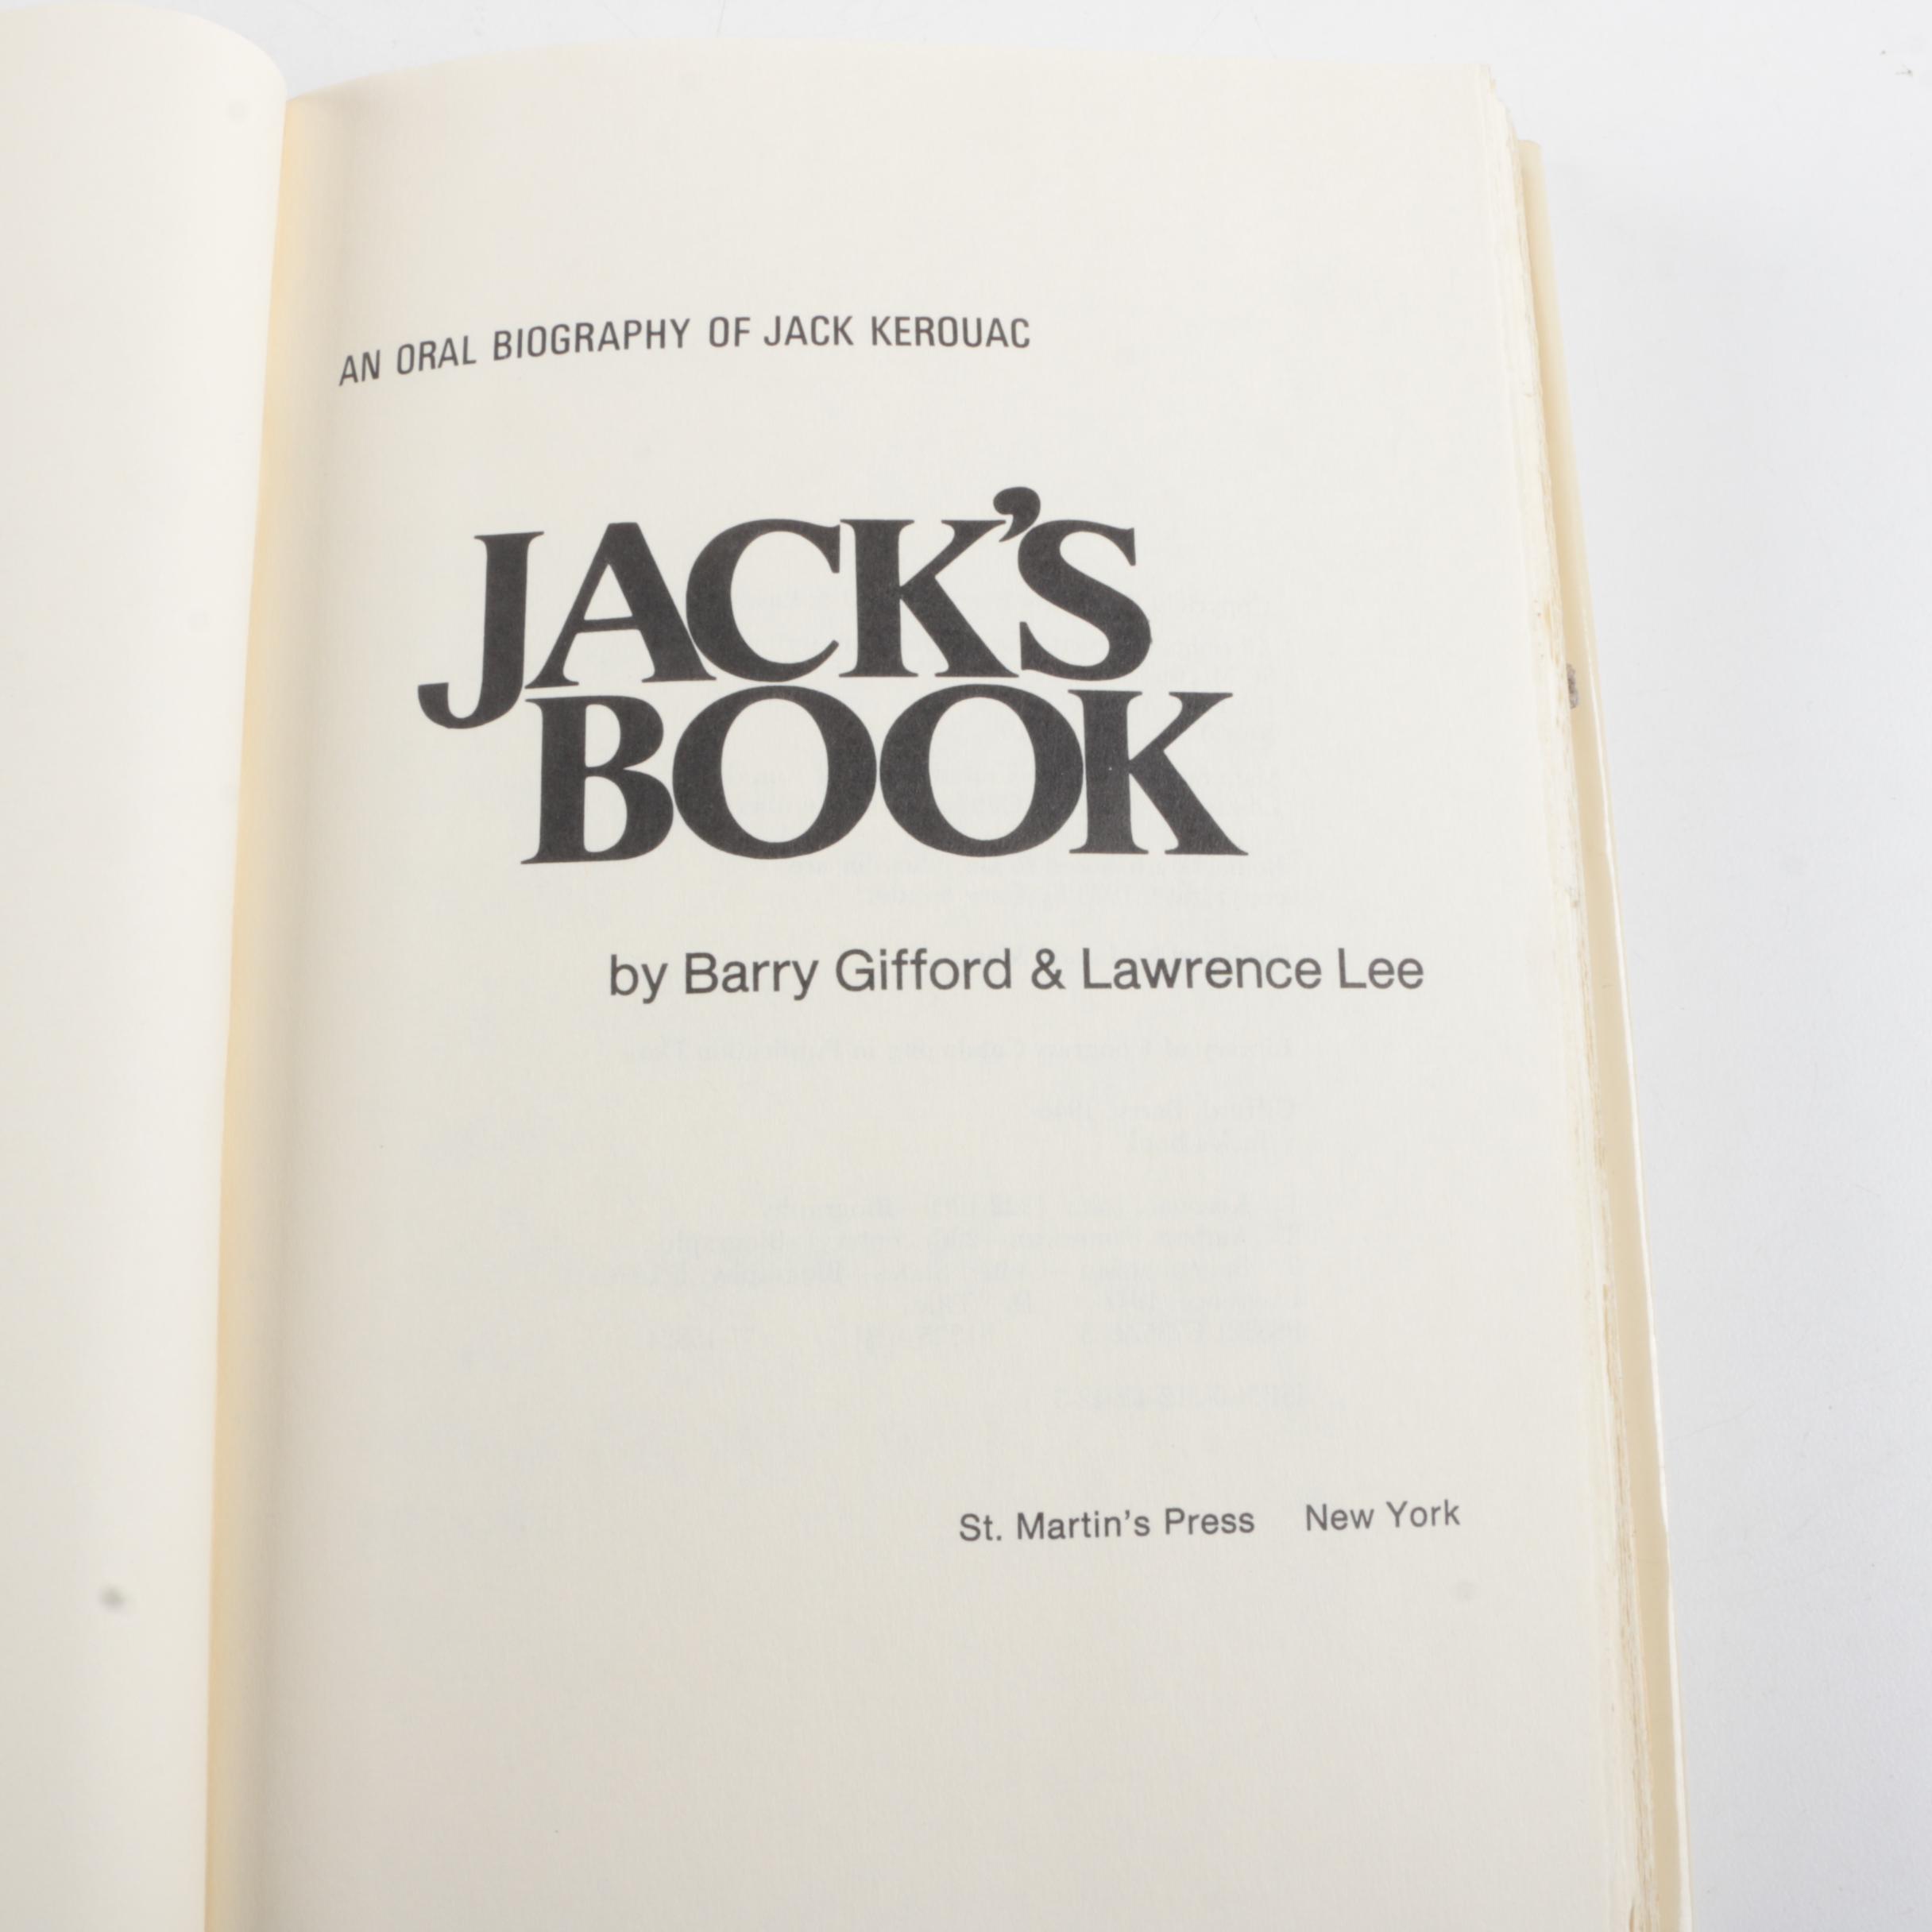 AN ORAL BIOGRAPHY OF JACK KEROUAC
JACK'S
BOOK
by Barry Gifford & Lawrence Lee
St. Martin's Press New York